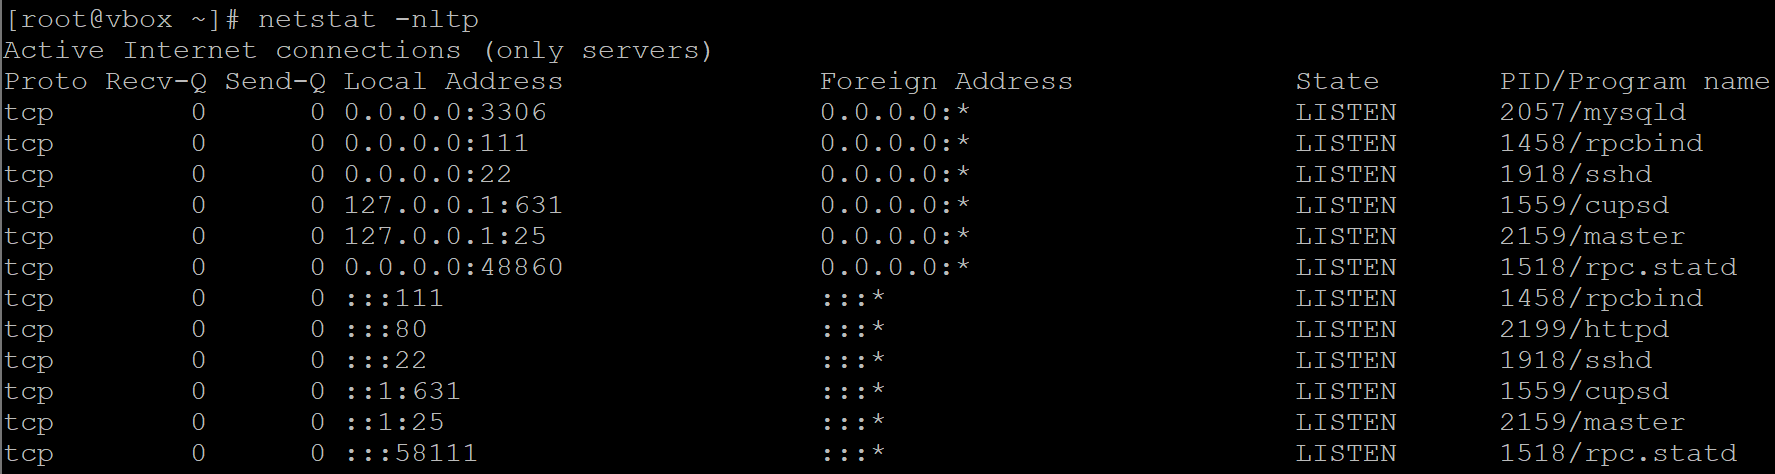 [root@vbox ~]# netstat -nltp
Active Internet connections (only servers)
Proto Recv-Q Send-Q Local Address               Foreign Address             State       PID/Program name
tcp        0      0 0.0.0.0:3306                0.0.0.0:*                   LISTEN      2057/mysqld
tcp        0      0 0.0.0.0:111                 0.0.0.0:*                   LISTEN      1458/rpcbind
tcp        0      0 0.0.0.0:22                  0.0.0.0:*                   LISTEN      1918/sshd
tcp        0      0 127.0.0.1:631               0.0.0.0:*                   LISTEN      1559/cupsd
tcp        0      0 127.0.0.1:25                0.0.0.0:*                   LISTEN      2159/master
tcp        0      0 0.0.0.0:48860               0.0.0.0:*                   LISTEN      1518/rpc.statd
tcp        0      0 :::111                      :::*                        LISTEN      1458/rpcbind
tcp        0      0 :::80                       :::*                        LISTEN      2199/httpd
tcp        0      0 :::22                       :::*                        LISTEN      1918/sshd
tcp        0      0 ::1:631                     :::*                        LISTEN      1559/cupsd
tcp        0      0 ::1:25                      :::*                        LISTEN      2159/master
tcp        0      0 :::58111                    :::*                        LISTEN      1518/rpc.statd